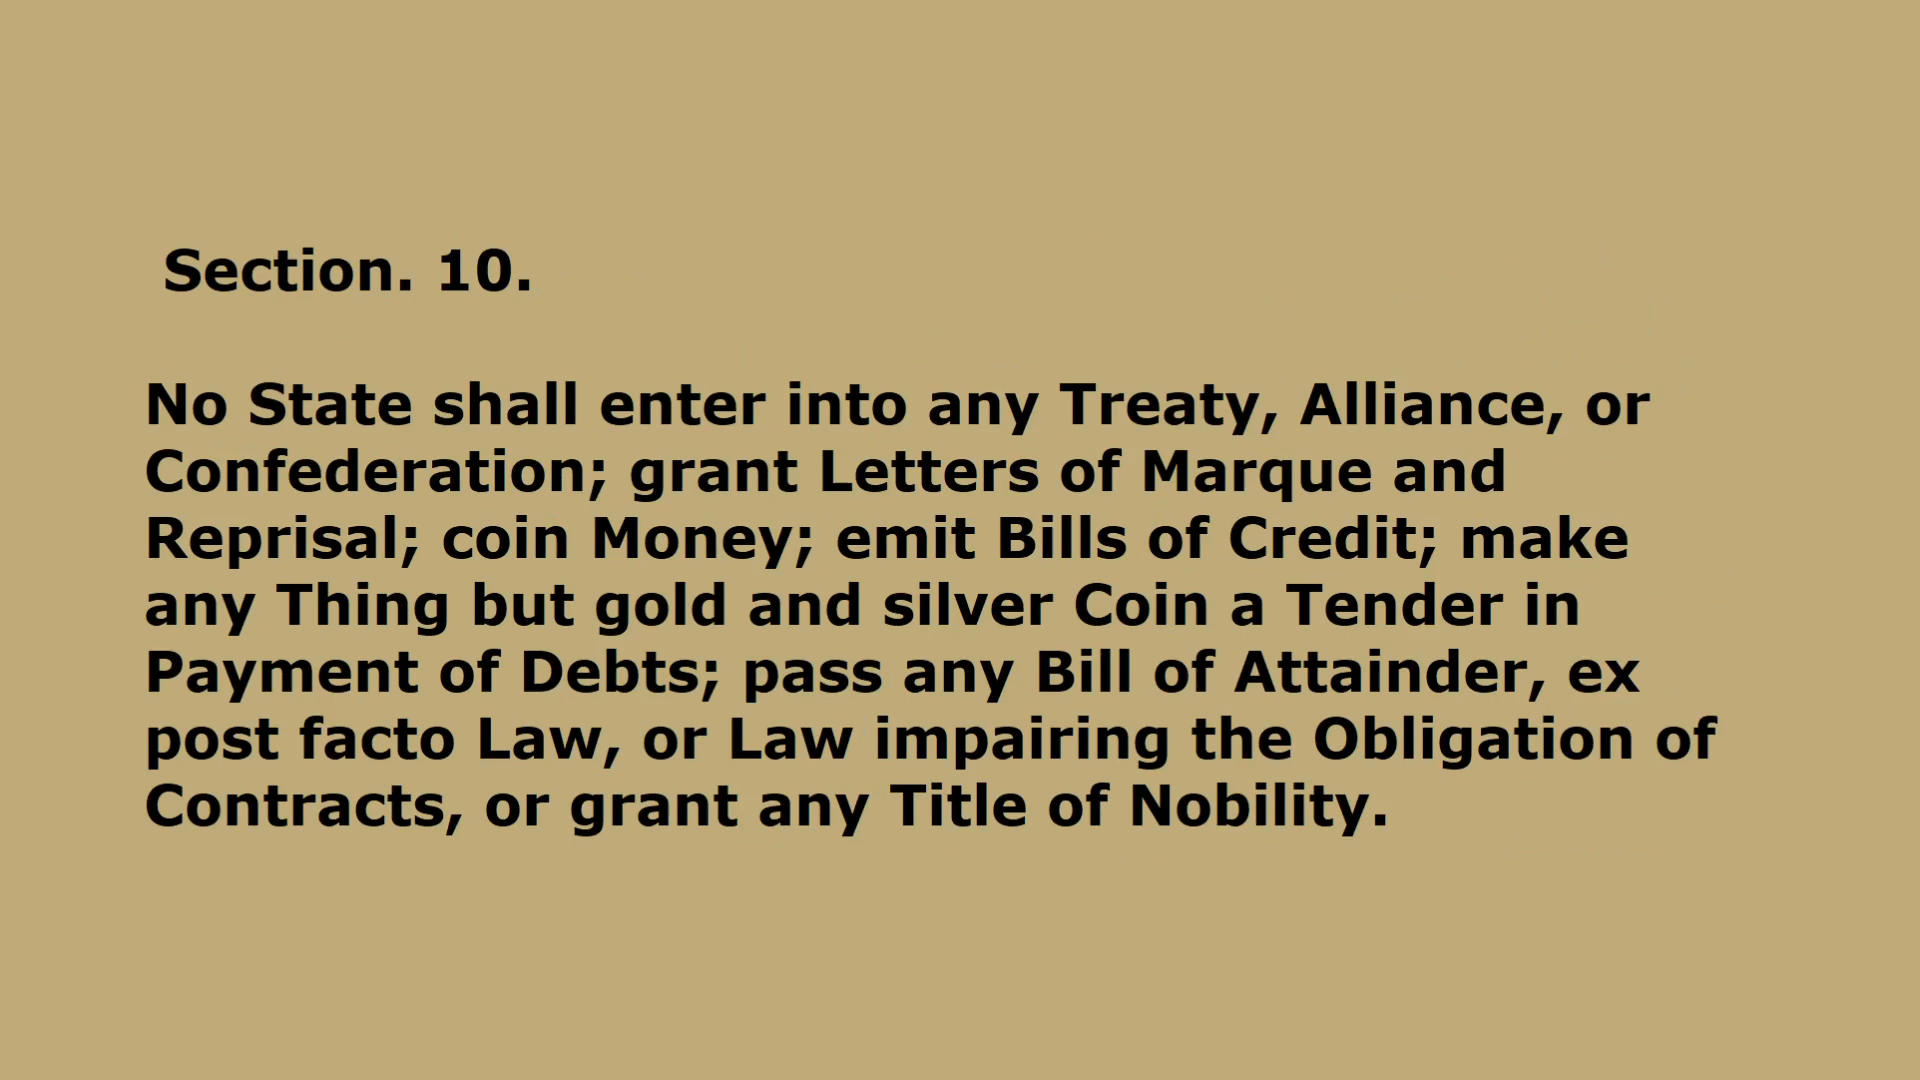 Section. 10.
No State shall enter into any Treaty, Alliance, or
Confederation; grant Letters of Marque and
Reprisal; coin Money; emit Bills of Credit; make
any Thing but gold and silver Coin a Tender in
Payment of Debts; pass any Bill of Attainder, ex
post facto Law, or Law impairing the Obligation of
Contracts, or grant any Title of Nobility.